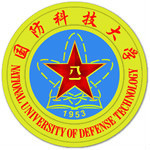 国防科技大学
八一
1953
NATIONAL UNIVERSITY OF DEFENSE TECHNOLOGY